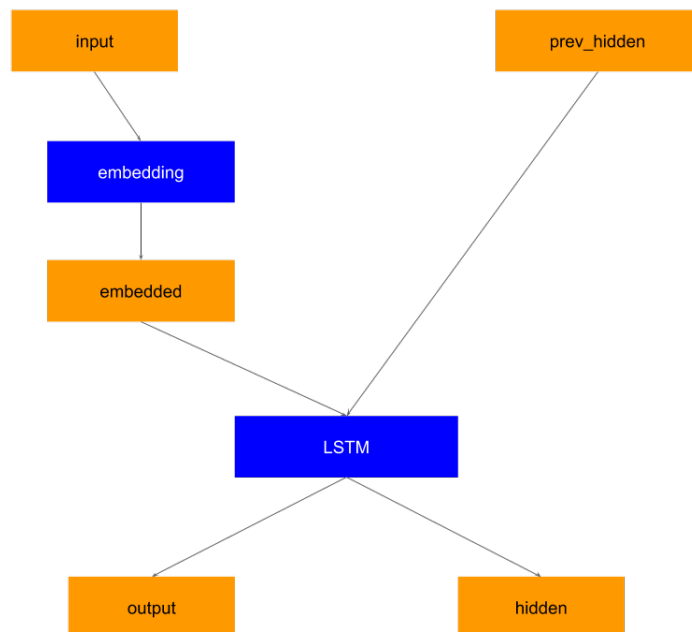 input
prev_hidden
embedding
embedded
LSTM
output
hidden